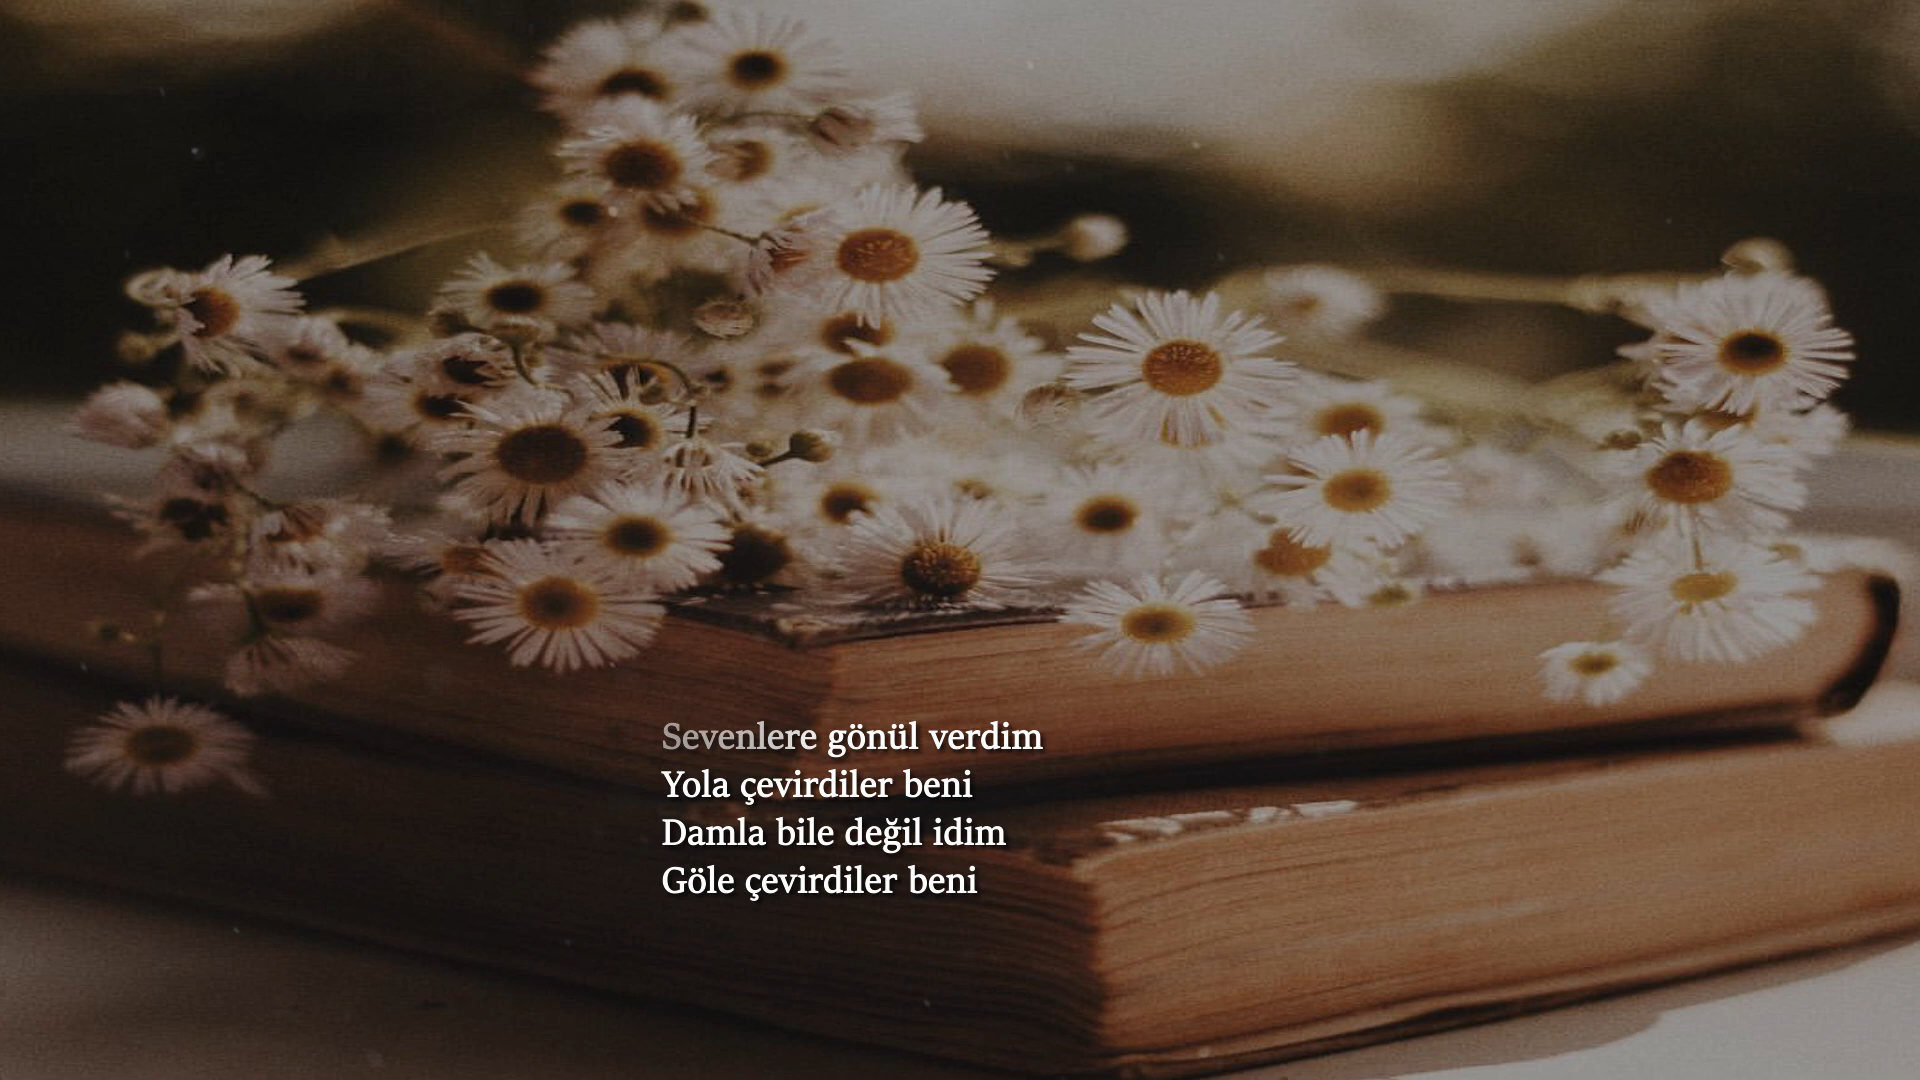 Sevenlere gönül verdim
Yola çevirdiler beni
Damla bile değil idim
Göle çevirdiler beni